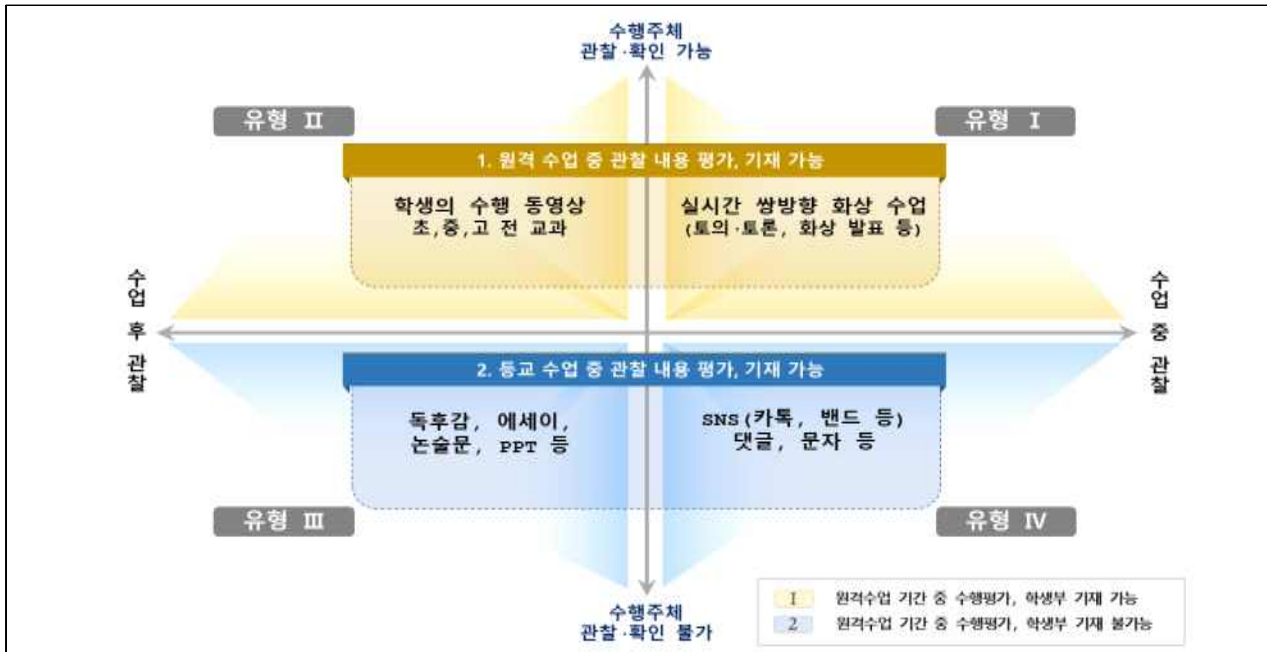 수행주체
관찰·확인 가능
유형 Ⅱ
유형 Ⅰ
1. 원격 수업 중 관찰 내용 평가, 기재 가능
학생의 수행 동영상
초,중,고 전 교과
실시간 쌍방향 화상 수업
(토의·토론, 화상 발표 등)
수업 후 관찰
수업 중 관찰
2. 등교 수업 중 관찰 내용 평가, 기재 가능
독후감, 에세이,
논술문, PPT 등
SNS(카톡, 밴드 등)
댓글, 문자 등
유형 Ⅲ
유형 Ⅳ
수행주체
관찰·확인 불가
1 원격수업 기간 중 수행평가, 학생부 기재 가능
2 원격수업 기간 중 수행평가, 학생부 기재 불가능